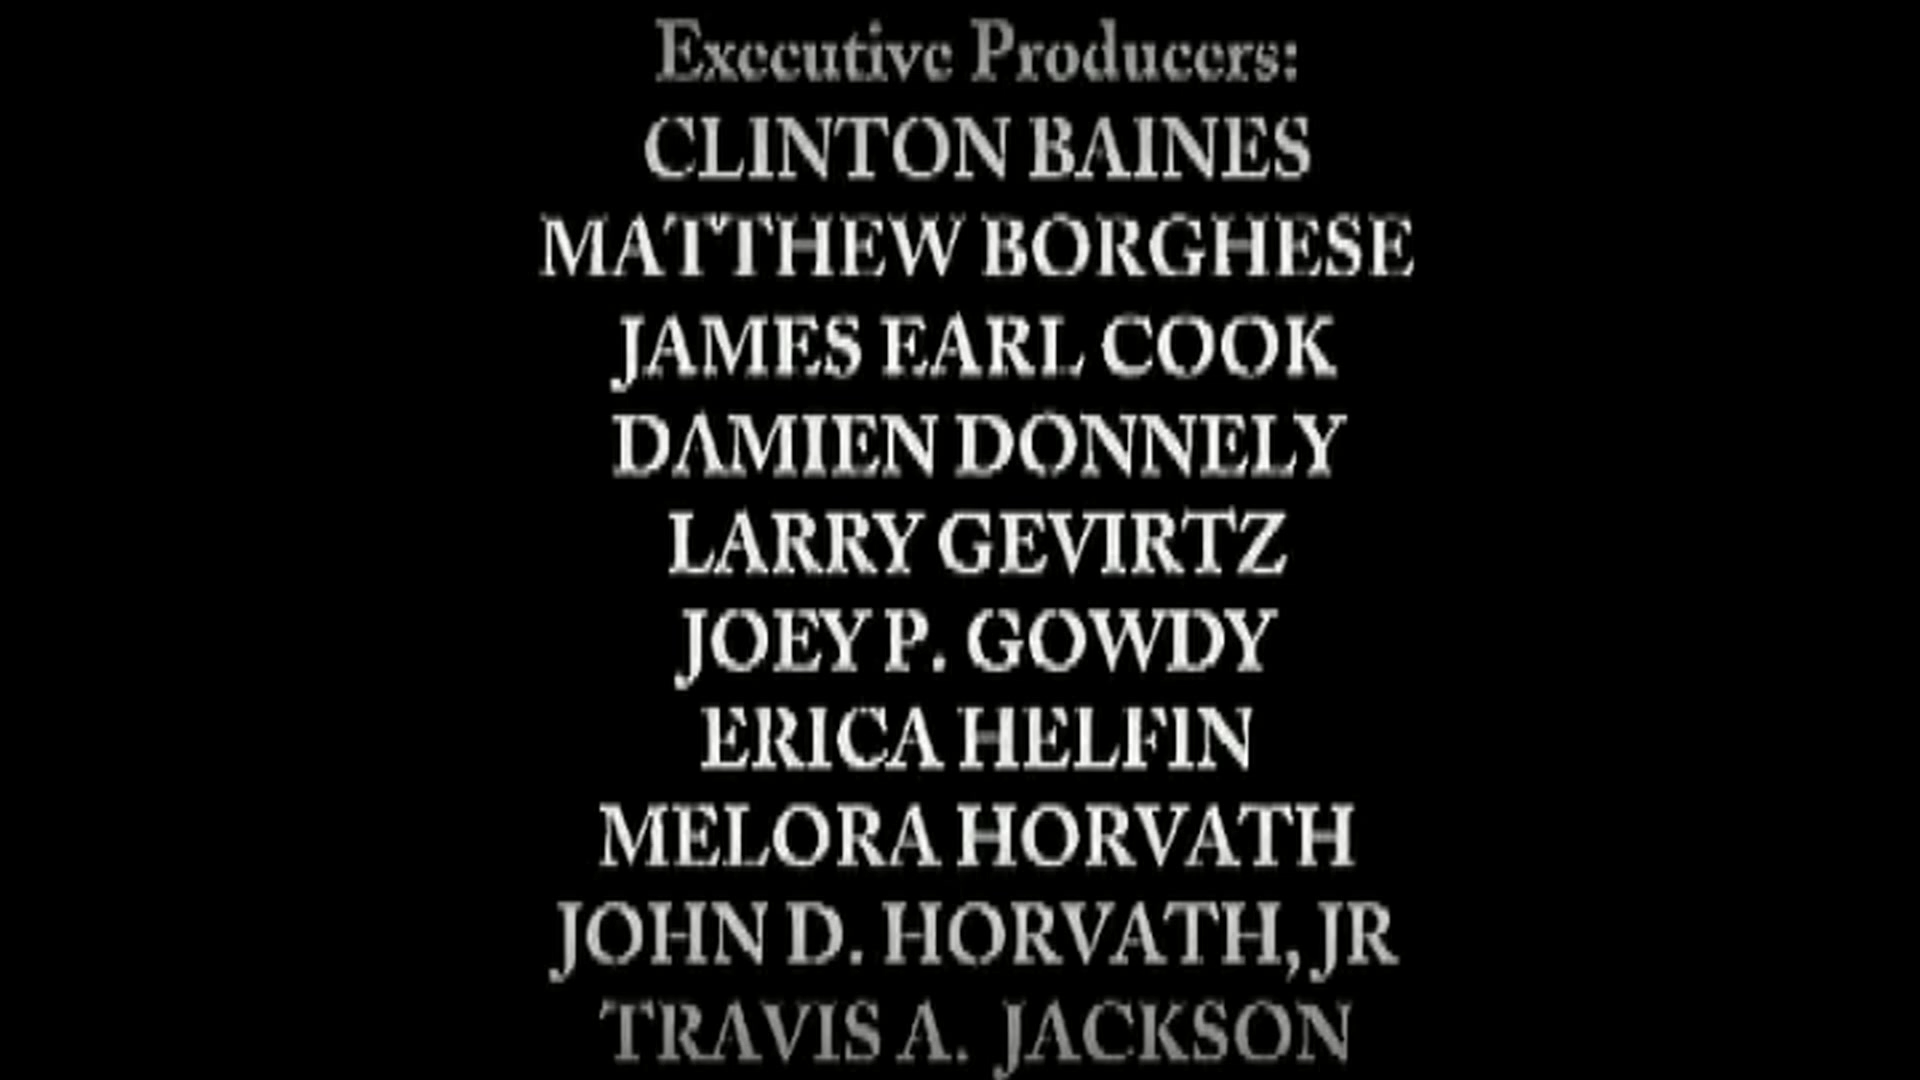 Executive Producers:
CLINTON BAINES
MATTHEW BORGHESE
JAMES EARL COOK
DAMIEN DONNELY
LARRY GEVIRTZ
JOEY P. GOWDY
ERICA HELFIN
MELORA HORVATH
JOHN D. HORVATH, JR
TRAVIS A. JACKSON